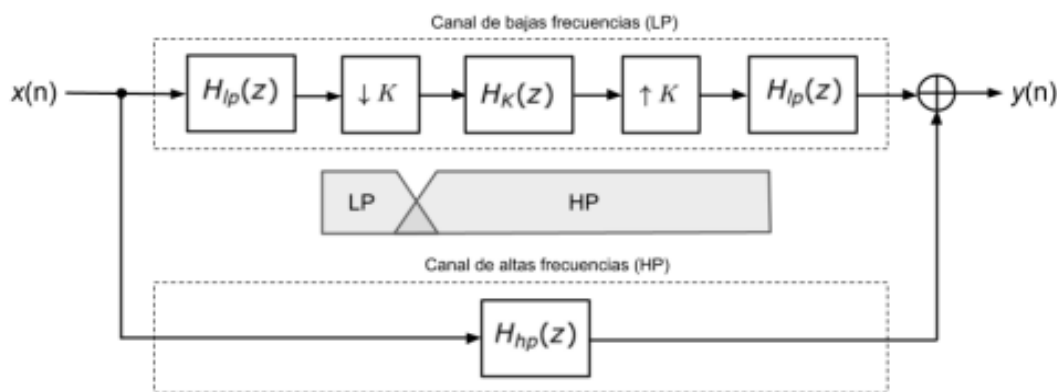 Canal de bajas frecuencias (LP)
x(n) H_lp(z) ↓ K H_K(z) ↑ K H_lp(z) y(n)
LP HP
Canal de altas frecuencias (HP)
H_hp(z)